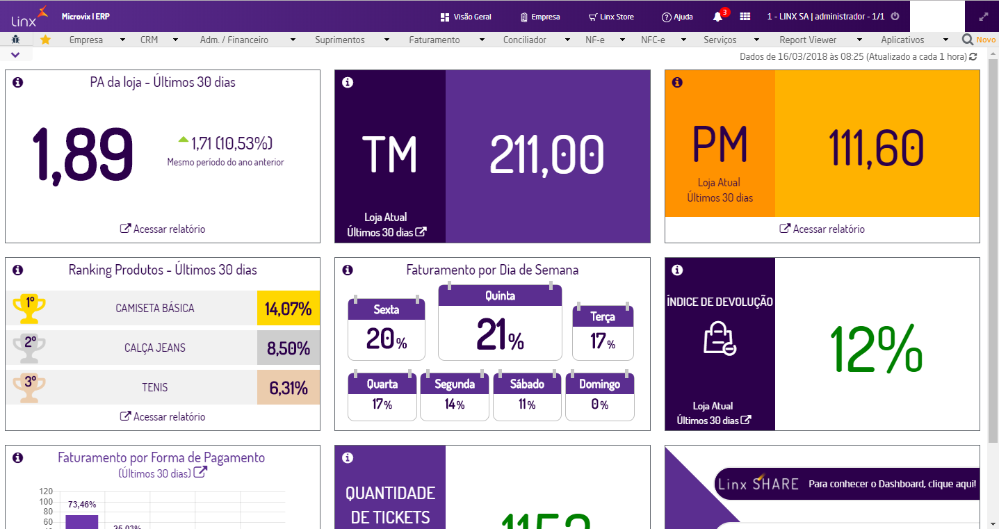 Linx
Microvix | ERP
Visão Geral
Empresa
Linx Store
Ajuda
3
1 - LINX SA | administrador - 1/1
Empresa
CRM
Adm. / Financeiro
Suprimentos
Faturamento
Conciliador
NF-e
NFC-e
Serviços
Report Viewer
Aplicativos
Novo
Dados de 16/03/2018 às 08:25 (Atualizado a cada 1 hora)
PA da loja - Últimos 30 dias
1,89
1,71 (10,53%)
Mesmo período do ano anterior
Acessar relatório
TM
Loja Atual
Últimos 30 dias
211,00
PM
Loja Atual
Últimos 30 dias
111,60
Acessar relatório
Ranking Produtos - Últimos 30 dias
1º CAMISETA BÁSICA 14,07%
2º CALÇA JEANS 8,50%
3º TENIS 6,31%
Acessar relatório
Faturamento por Dia de Semana
Sexta
20%
Quinta
21%
Terça
17%
Quarta
17%
Segunda
14%
Sábado
11%
Domingo
0%
ÍNDICE DE DEVOLUÇÃO
Loja Atual
Últimos 30 dias
12%
Faturamento por Forma de Pagamento
(Últimos 30 dias)
120
100
80
60
73,46%
QUANTIDADE
DE TICKETS
Linx SHARE
Para conhecer o Dashboard, clique aqui!